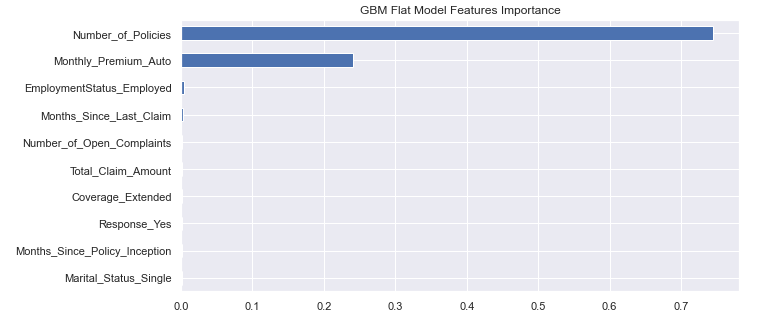 GBM Flat Model Features Importance
Number_of_Policies
Monthly_Premium_Auto
EmploymentStatus_Employed
Months_Since_Last_Claim
Number_of_Open_Complaints
Total_Claim_Amount
Coverage_Extended
Response_Yes
Months_Since_Policy_Inception
Marital_Status_Single
0.0 0.1 0.2 0.3 0.4 0.5 0.6 0.7